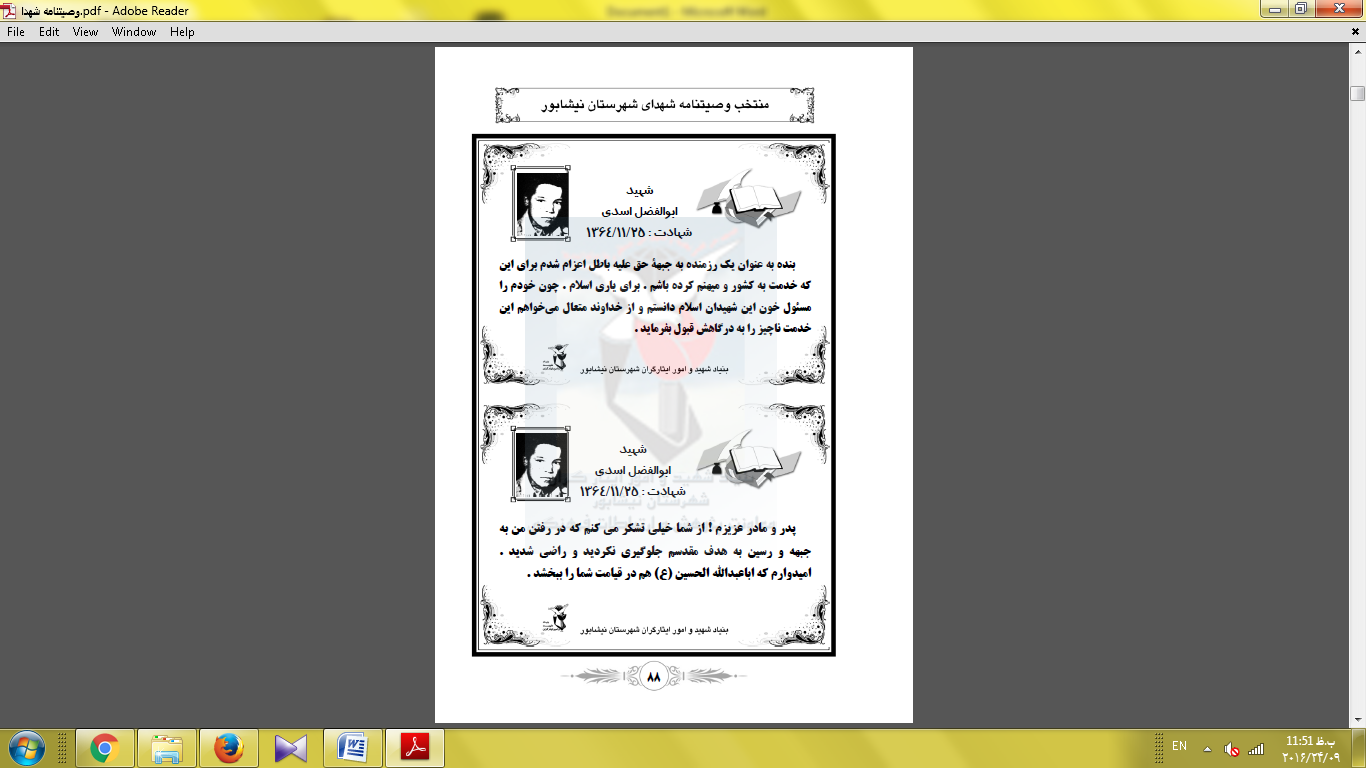 وصیتنامه شهدا.pdf - Adobe Reader
File Edit View Window Help
منتخب وصیتنامه شهدای شهرستان نیشابور
شهید
ابوالفضل اسدی
شهادت : ۱۳۶۴/۱۱/۲۵
بنده به عنوان یک رزمنده به جبههٔ حق علیه باطل اعزام شدم برای این
که خدمت به کشور و میهنم کرده باشم . برای یاری اسلام . چون خودم را
مسئول خون این شهیدان اسلام دانستم و از خداوند متعال می‌خواهم این
خدمت ناچیز را به درگاهش قبول بفرماید .
بنیاد شهید و امور ایثارگران شهرستان نیشابور
شهید
ابوالفضل اسدی
شهادت : ۱۳۶۴/۱۱/۲۵
پدر و مادر عزیزم ! از شما خیلی تشکر می کنم که در رفتن من به
جبهه و رسین به هدف مقدسم جلوگیری نکردید و راضی شدید .
امیدوارم که اباعبدالله الحسین (ع) هم در قیامت شما را ببخشد .
بنیاد شهید و امور ایثارگران شهرستان نیشابور
۸۸
EN
11:51 ب.ظ
۲۰۱۶/۲۴/۰۹